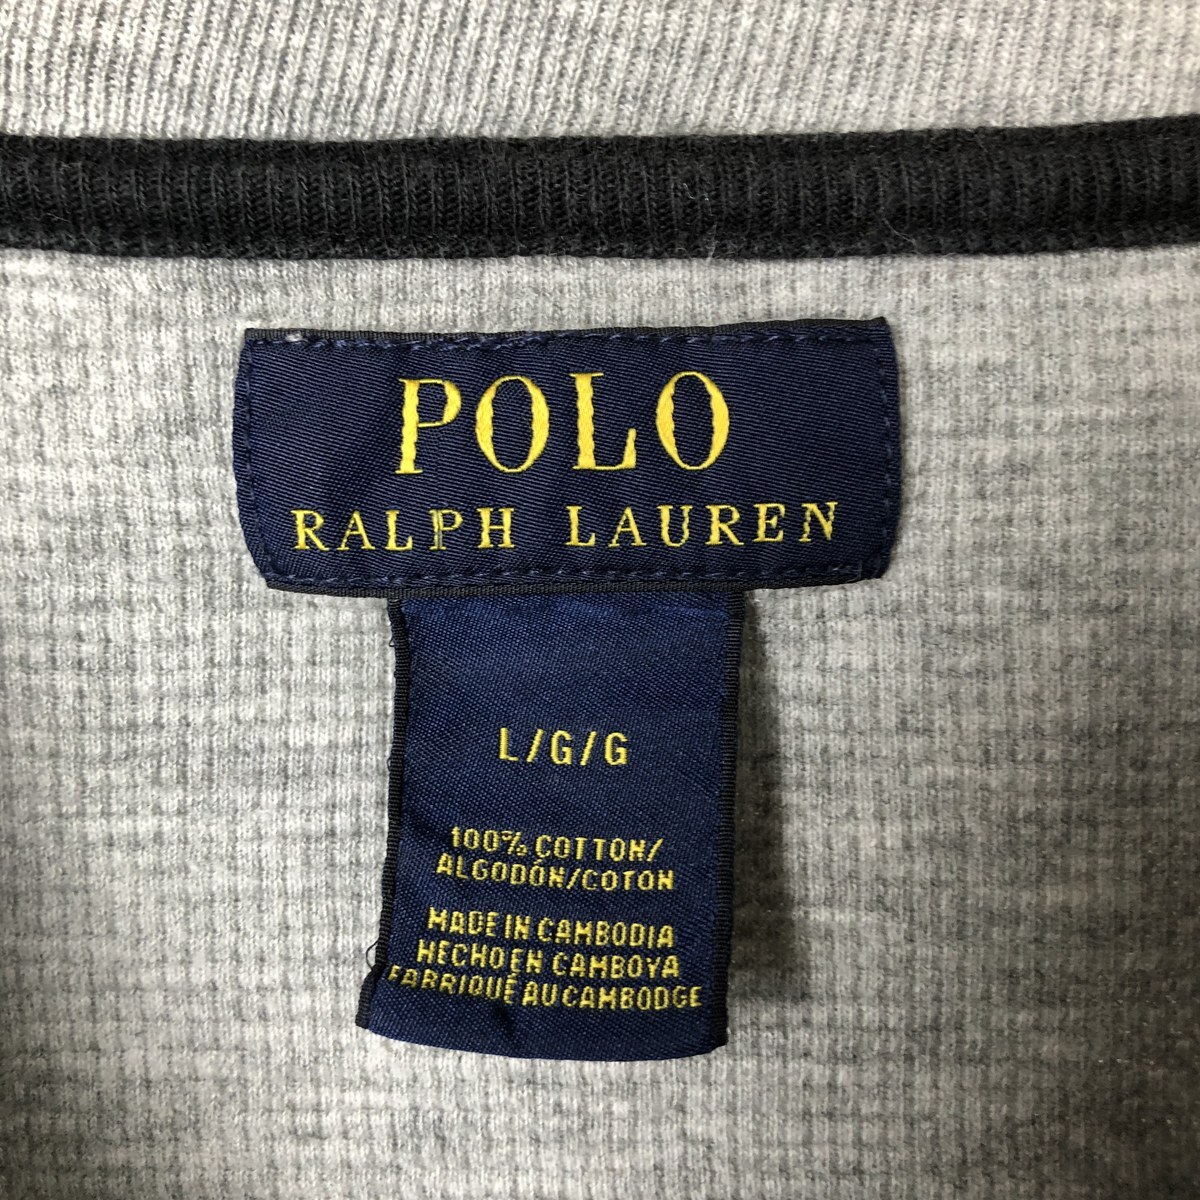 POLO
RALPH LAUREN
L/G/G
100% COTTON/
ALGODÓN/COTON
MADE IN CAMBODIA
HECHO EN CAMBOYA
FABRIQUÉ AU CAMBODGE